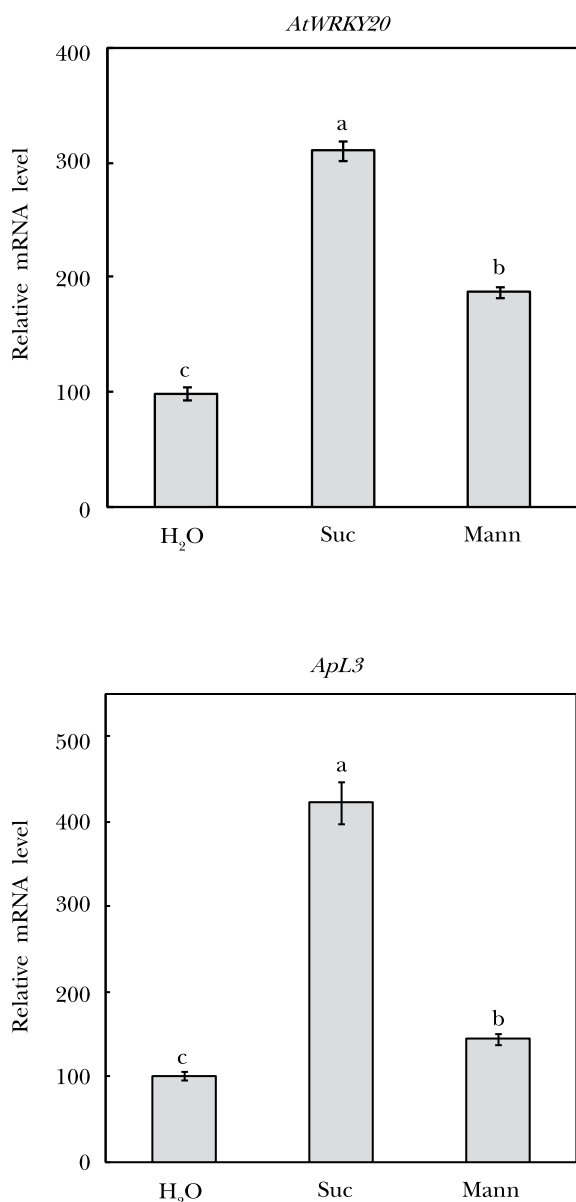 AtWRKY20
400
300
200
100
0
Relative mRNA level
a
b
c
H₂O
Suc
Mann
ApL3
500
400
300
200
100
0
Relative mRNA level
a
b
c
H₂O
Suc
Mann